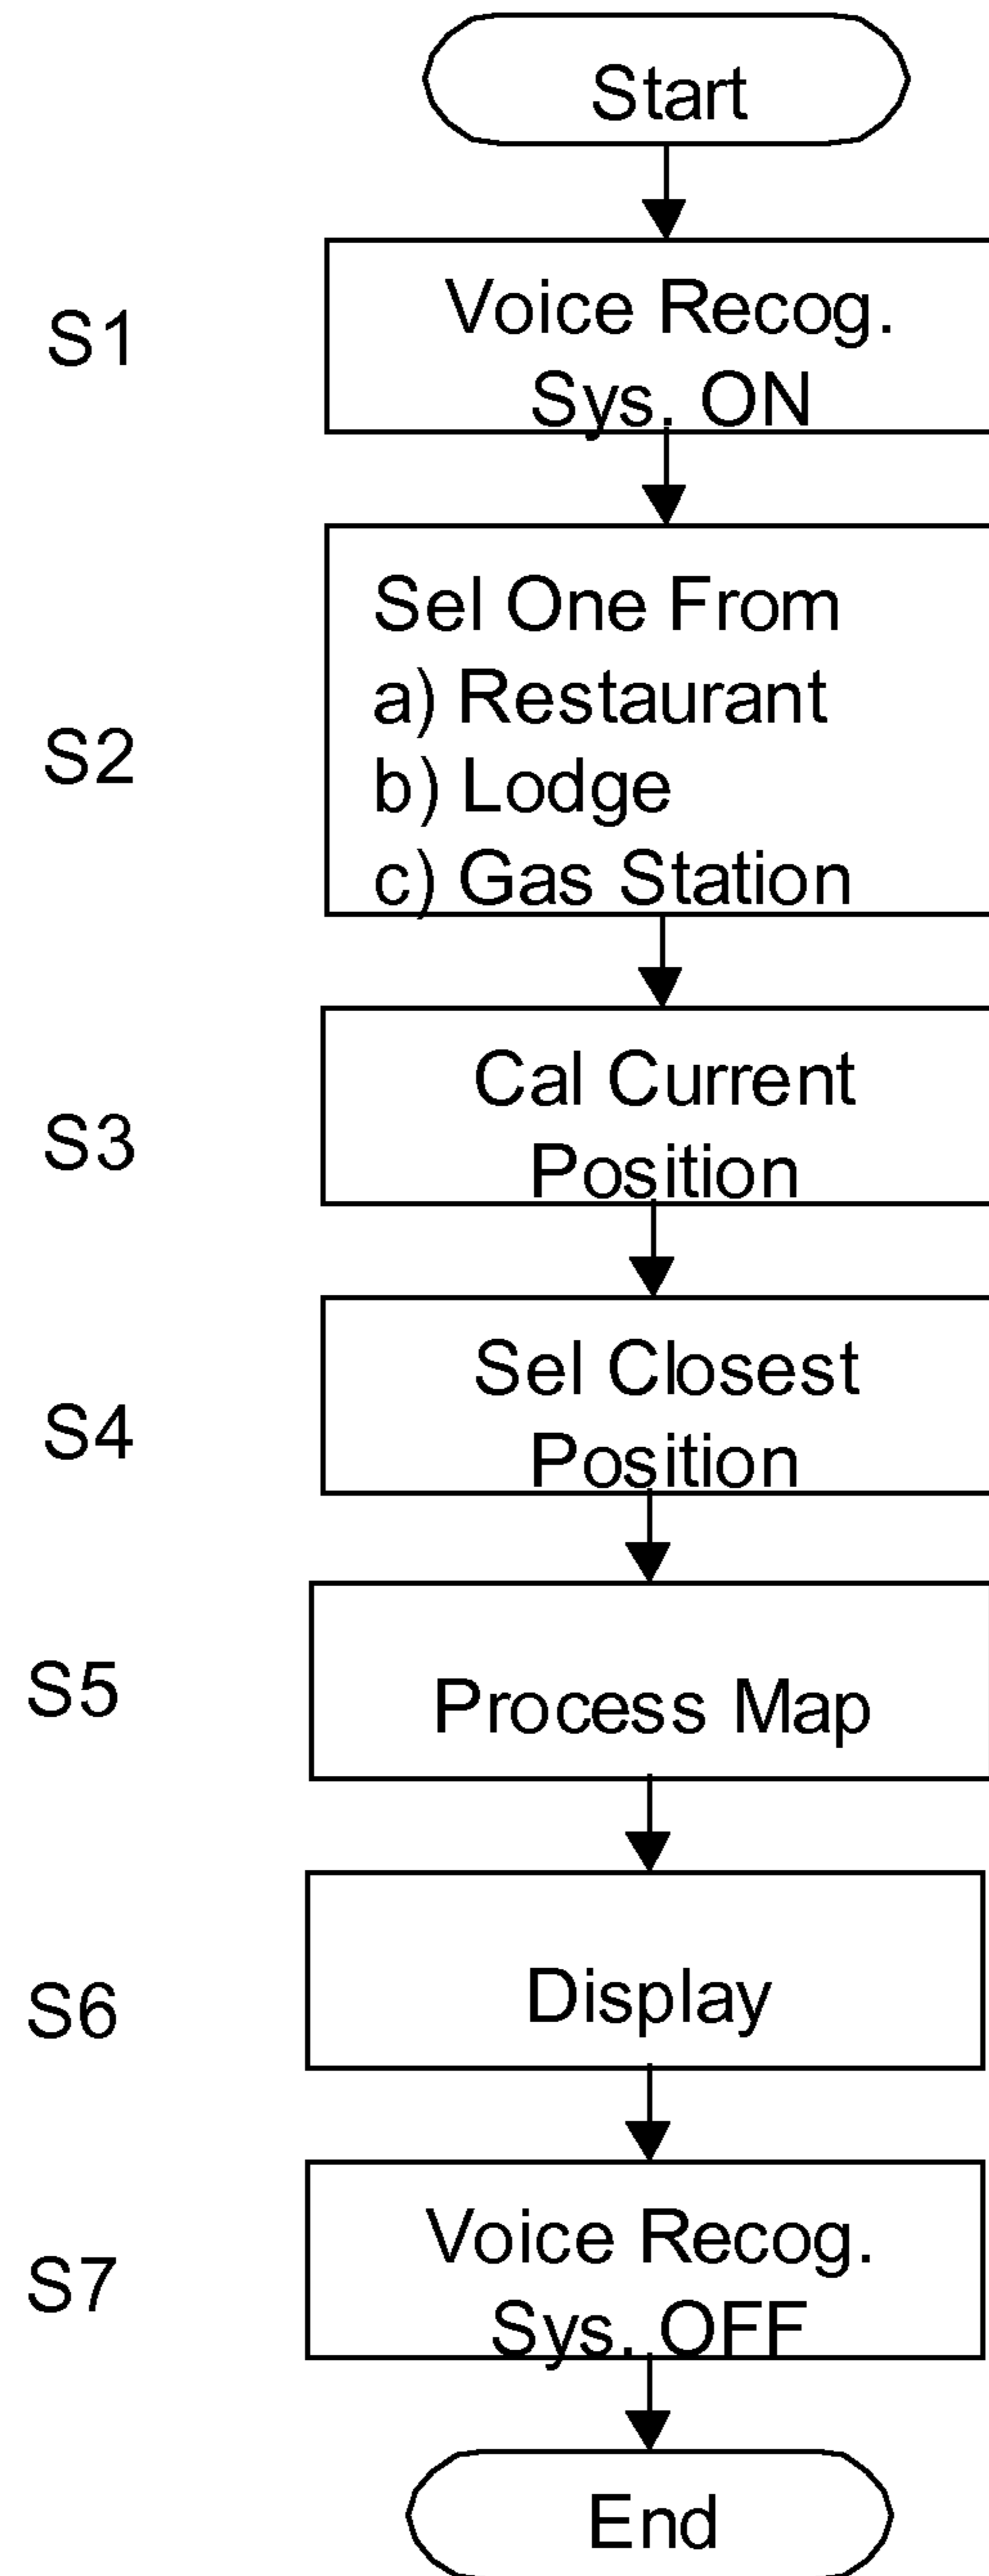 Start
S1
Voice Recog.
Sys. ON
S2
Sel One From
a) Restaurant
b) Lodge
c) Gas Station
S3
Cal Current
Position
S4
Sel Closest
Position
S5
Process Map
S6
Display
S7
Voice Recog.
Sys. OFF
End